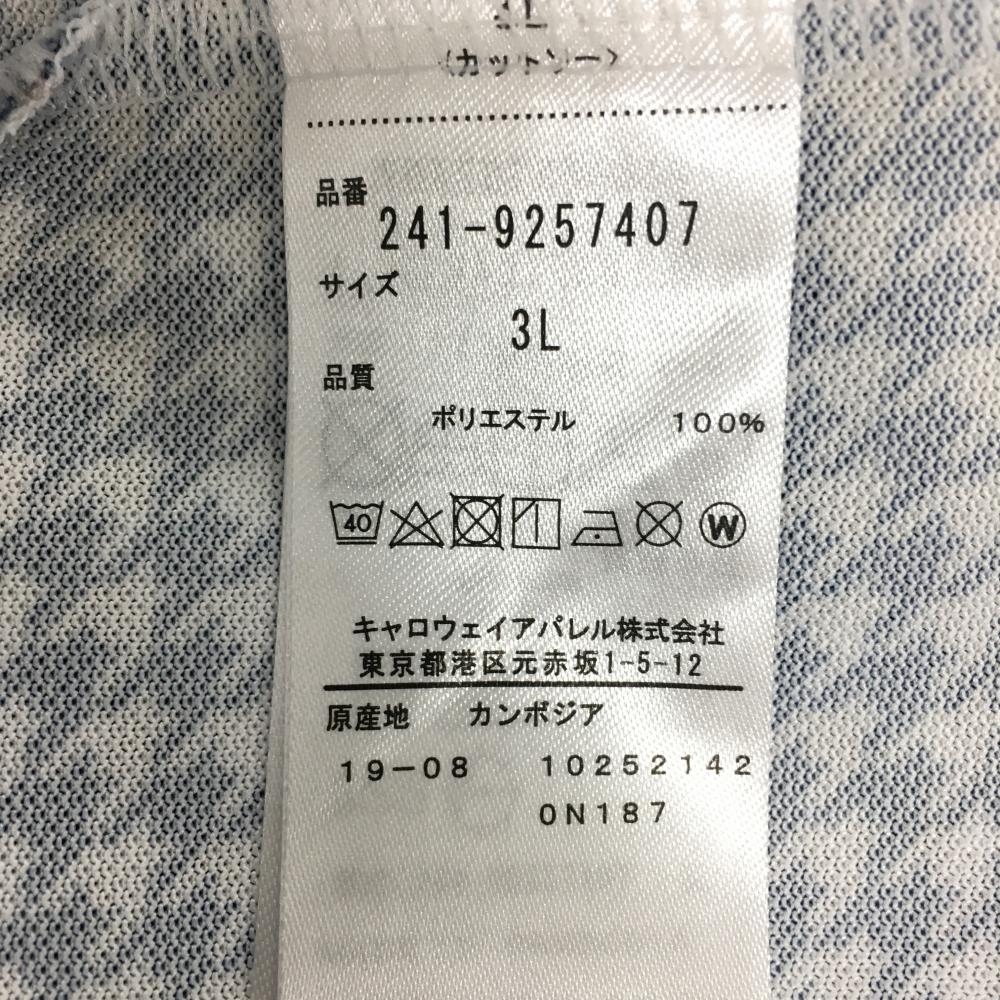 3L
〈カットソー〉
品番
241-9257407
サイズ
3L
品質
ポリエステル 100%
40 W
キャロウェイアパレル株式会社
東京都港区元赤坂1-5-12
原産地 カンボジア
19-08 10252142
0N187